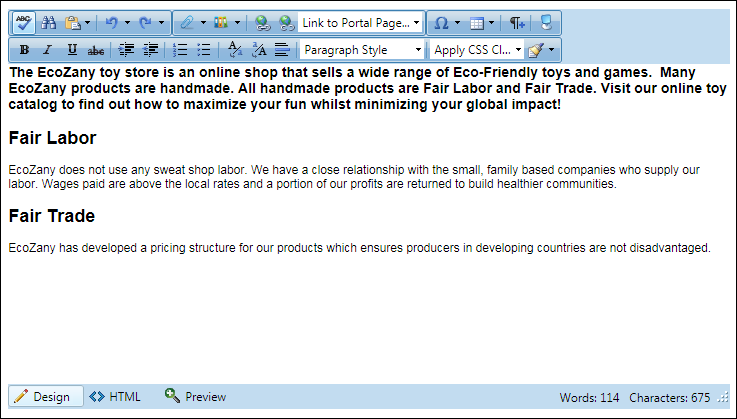 ABC Link to Portal Page... Ω
B I U abc Paragraph Style Apply CSS Cl...
The EcoZany toy store is an online shop that sells a wide range of Eco-Friendly toys and games.  Many
EcoZany products are handmade. All handmade products are Fair Labor and Fair Trade. Visit our online toy
catalog to find out how to maximize your fun whilst minimizing your global impact!
Fair Labor
EcoZany does not use any sweat shop labor. We have a close relationship with the small, family based companies who supply our
labor. Wages paid are above the local rates and a portion of our profits are returned to build healthier communities.
Fair Trade
EcoZany has developed a pricing structure for our products which ensures producers in developing countries are not disadvantaged.
Design HTML Preview Words: 114 Characters: 675